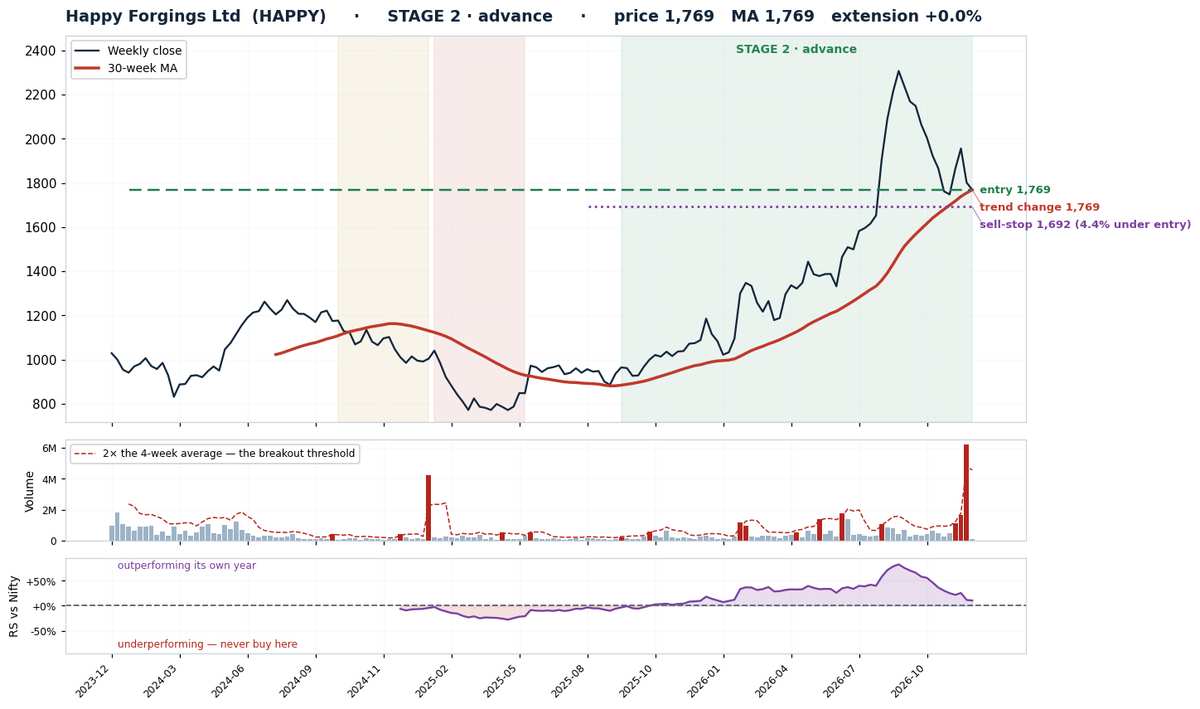 Happy Forgings Ltd (HAPPY) · STAGE 2 · advance · price 1,769 MA 1,769 extension +0.0%
Weekly close
30-week MA
STAGE 2 · advance
2400
2200
2000
1800
1600
1400
1200
1000
800
entry 1,769
trend change 1,769
sell-stop 1,692 (4.4% under entry)
Volume
6M
4M
2M
0
2× the 4-week average — the breakout threshold
RS vs Nifty
+50%
+0%
-50%
outperforming its own year
underperforming — never buy here
2023-12
2024-03
2024-06
2024-09
2024-11
2025-02
2025-05
2025-08
2025-10
2026-01
2026-04
2026-07
2026-10